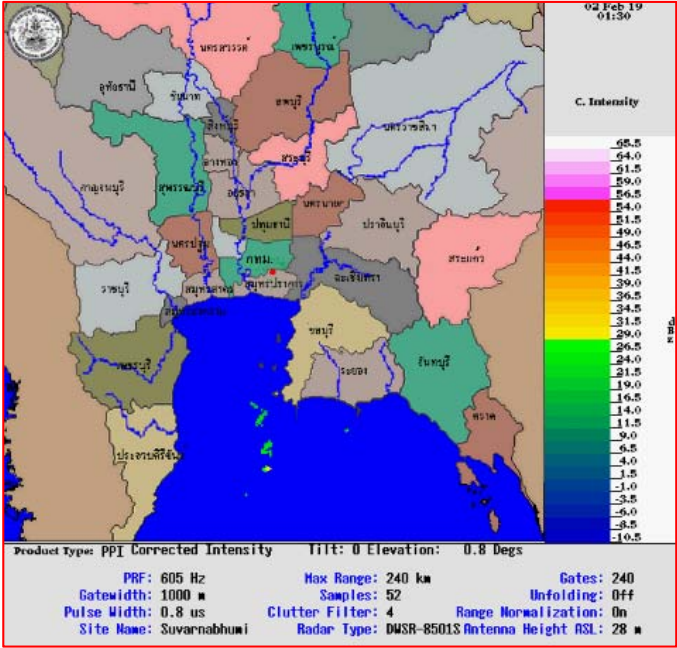 02 Feb 19
01:30
C. Intensity
นครสวรรค์
เพชรบูรณ์
อุทัยธานี
ชัยนาท
สิงห์บุรี
ลพบุรี
นครราชสีมา
อ่างทอง
สระบุรี
กาญจนบุรี
สุพรรณบุรี
อยุธยา
นครนายก
ปราจีนบุรี
ปทุมธานี
นครปฐม
กทม.
สระแก้ว
ราชบุรี
สมุทรสาคร
สมุทรปราการ
ฉะเชิงเทรา
สมุทรสงคราม
ชลบุรี
เพชรบุรี
ระยอง
จันทบุรี
ตราด
ประจวบคีรีขันธ์
65.5
64.0
61.5
59.0
56.5
54.0
51.5
49.0
46.5
44.0
41.5
39.0
36.5
34.0
31.5
29.0
26.5
24.0
21.5
19.0
16.5
14.0
11.5
9.0
6.5
4.0
1.5
-1.0
-3.5
-6.0
-8.5
-10.5
Product Type: PPI Corrected Intensity Tilt: 0 Elevation: 0.8 Degs
PRF: 605 Hz Max Range: 240 km Gates: 240
Gatewidth: 1000 m Samples: 52 Unfolding: Off
Pulse Width: 0.8 us Clutter Filter: 4 Range Normalization: On
Site Name: Suvarnabhumi Radar Type: DWSR-8501S Antenna Height ASL: 28 m